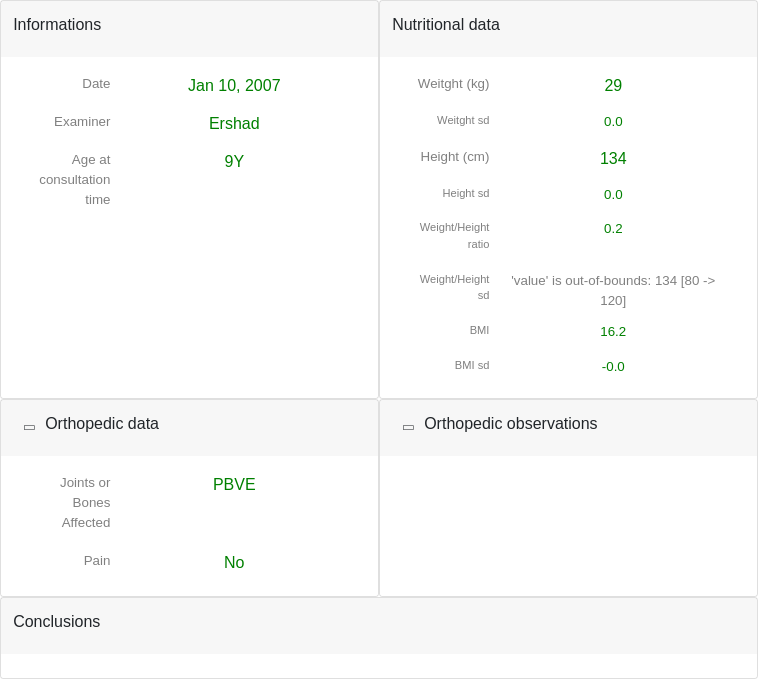 Informations
Date
Jan 10, 2007
Examiner
Ershad
Age at
consultation
time
9Y
Nutritional data
Weitght (kg)
29
Weitght sd
0.0
Height (cm)
134
Height sd
0.0
Weight/Height
ratio
0.2
Weight/Height
sd
'value' is out-of-bounds: 134 [80 ->
120]
BMI
16.2
BMI sd
-0.0
Orthopedic data
Joints or
Bones
Affected
PBVE
Pain
No
Orthopedic observations
Conclusions